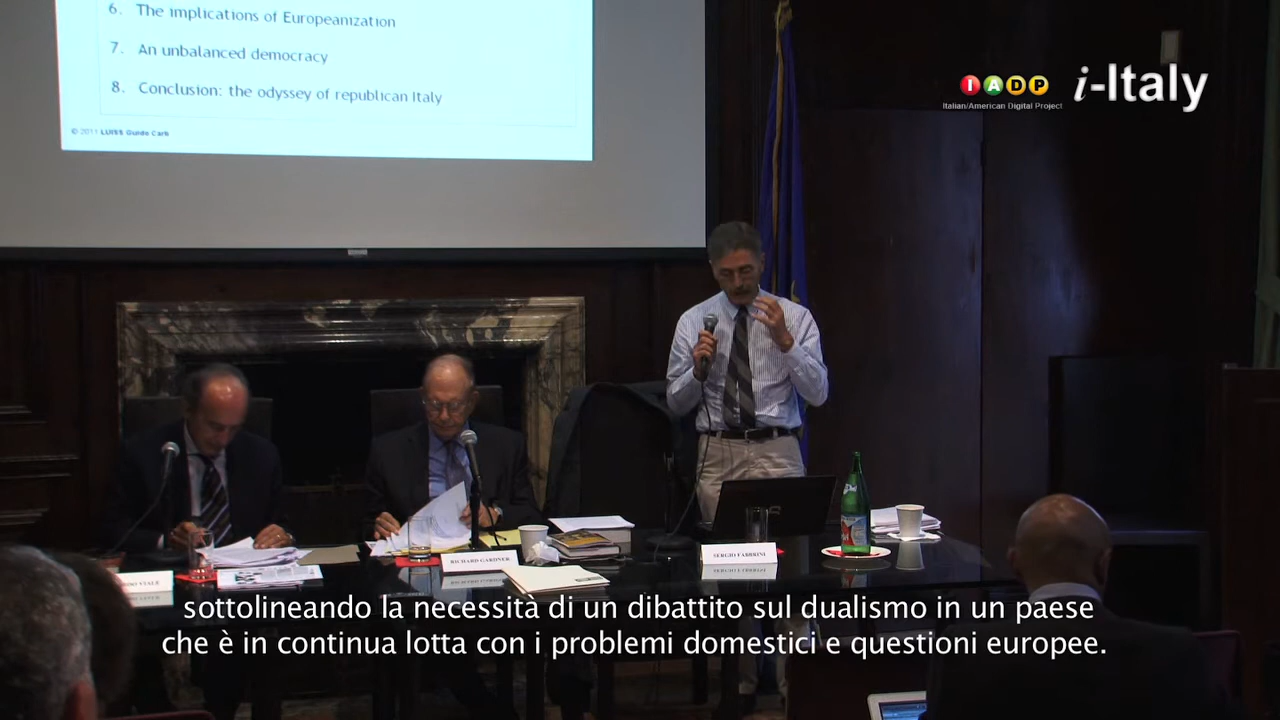 6. The implications of Europeanization
7. An unbalanced democracy
8. Conclusion: the odyssey of republican Italy
© 2011 LUISS Guido Carli
IADP
Italian/American Digital Project
i-Italy
VIALE
RICHARD GARDNER
SERGIO FABBRINI
sottolineando la necessità di un dibattito sul dualismo in un paese
che è in continua lotta con i problemi domestici e questioni europee.